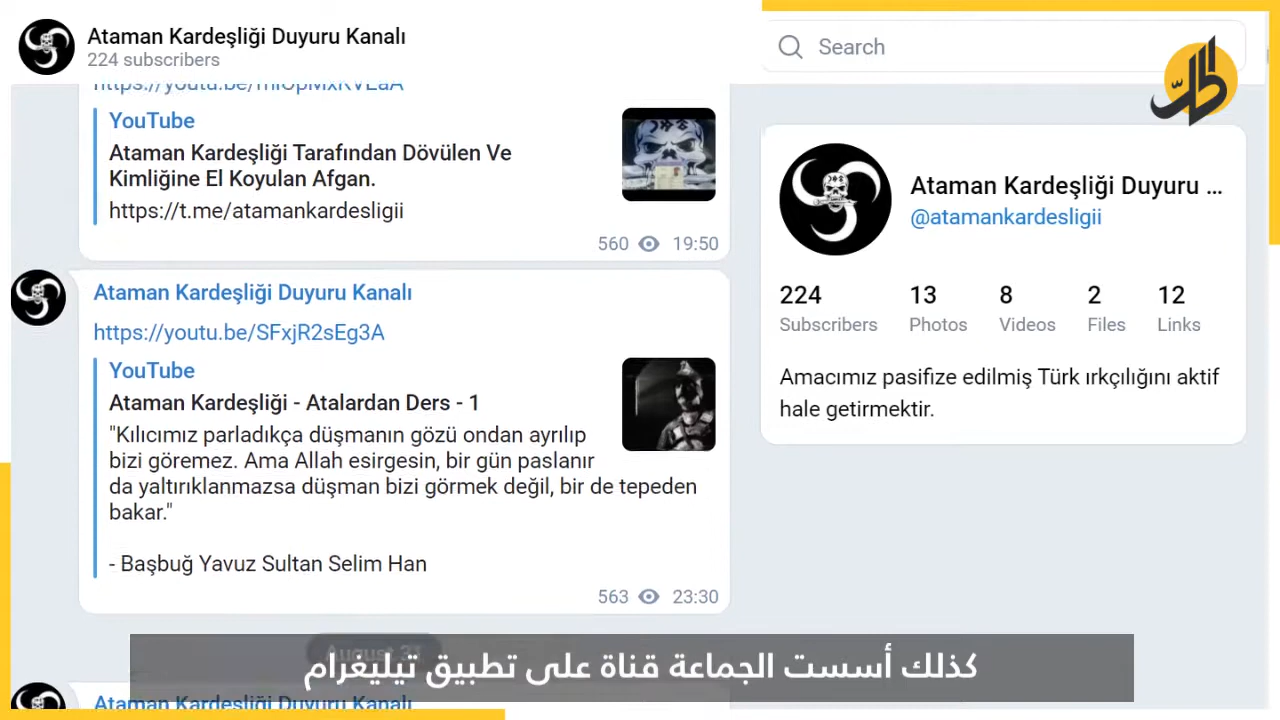 Ataman Kardeşliği Duyuru Kanalı
224 subscribers
Search
YouTube
Ataman Kardeşliği Tarafından Dövülen Ve
Kimliğine El Koyulan Afgan.
https://t.me/atamankardesligii
560 19:50
Ataman Kardeşliği Duyuru Kanalı
https://youtu.be/SFxjR2sEg3A
YouTube
Ataman Kardeşliği - Atalardan Ders - 1
"Kılıcımız parladıkça düşmanın gözü ondan ayrılıp
bizi göremez. Ama Allah esirgesin, bir gün paslanır
da yaltırıklanmazsa düşman bizi görmek değil, bir de tepeden
bakar."
- Başbuğ Yavuz Sultan Selim Han
563 23:30
Ataman Kardeşliği Duyuru Kanalı
Ataman Kardeşliği Duyuru ...
@atamankardesligii
224 13 8 2 12
Subscribers Photos Videos Files Links
Amacımız pasifize edilmiş Türk ırkçılığını aktif
hale getirmektir.
كذلك أسست الجماعة قناة على تطبيق تيليغرام